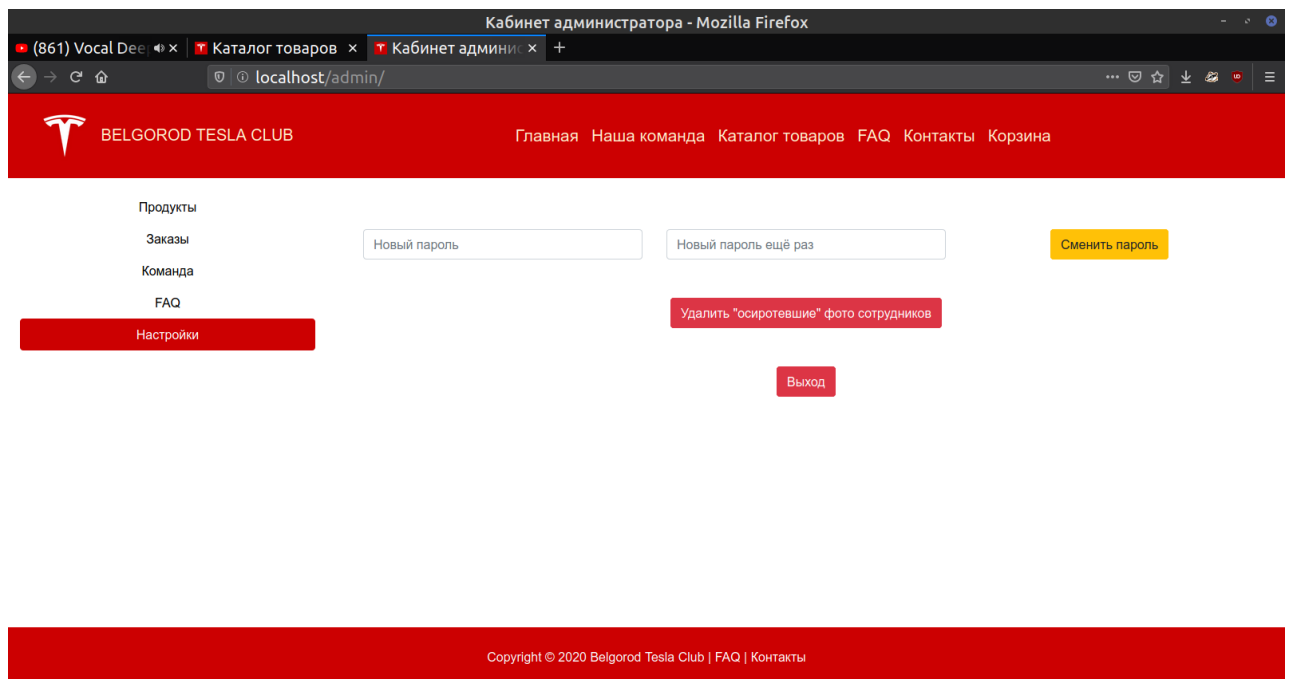 Кабинет администратора - Mozilla Firefox
(861) Vocal Dee Каталог товаров Кабинет админис
localhost/admin/
BELGOROD TESLA CLUB Главная Наша команда Каталог товаров FAQ Контакты Корзина
Продукты
Заказы
Новый пароль Новый пароль ещё раз Сменить пароль
Команда
FAQ
Удалить "осиротевшие" фото сотрудников
Настройки
Выход
Copyright © 2020 Belgorod Tesla Club | FAQ | Контакты